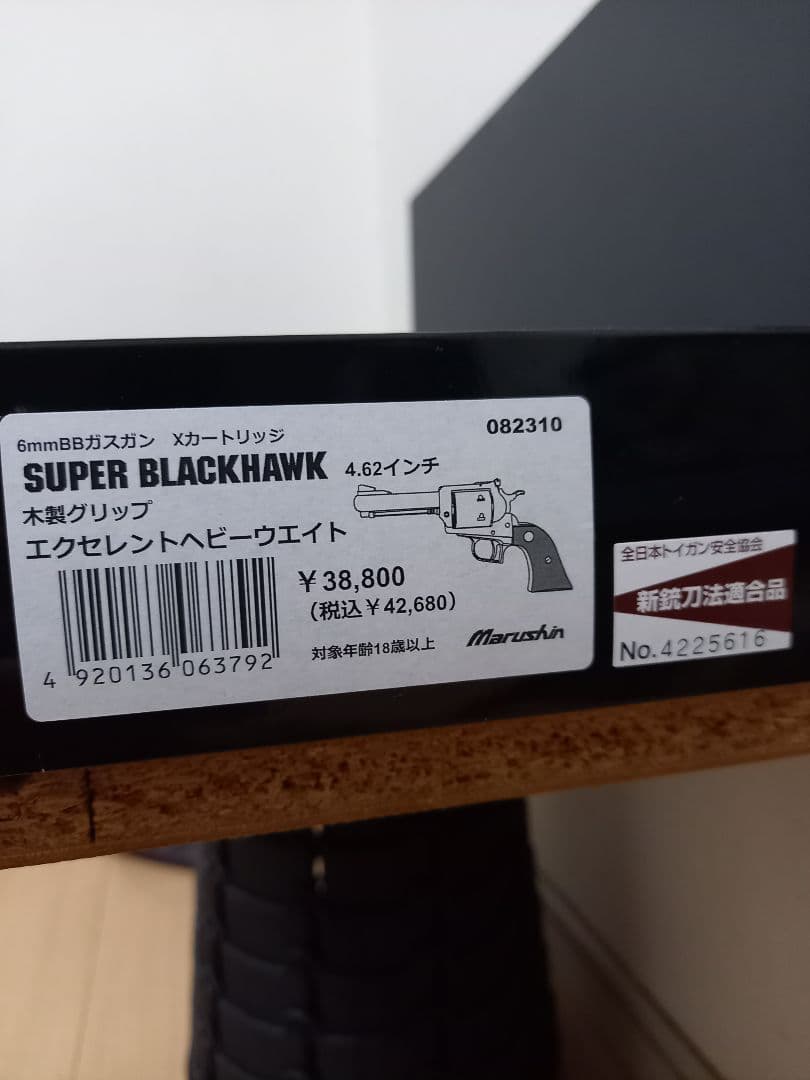 6mmBBガスガン Xカートリッジ
082310
SUPER BLACKHAWK 4.62インチ
木製グリップ
エクセレントヘビーウエイト
¥38,800
(税込¥42,680)
対象年齢18歳以上
Marushin
4 920136 063792
全日本トイガン安全協会
新銃刀法適合品
No.4225616